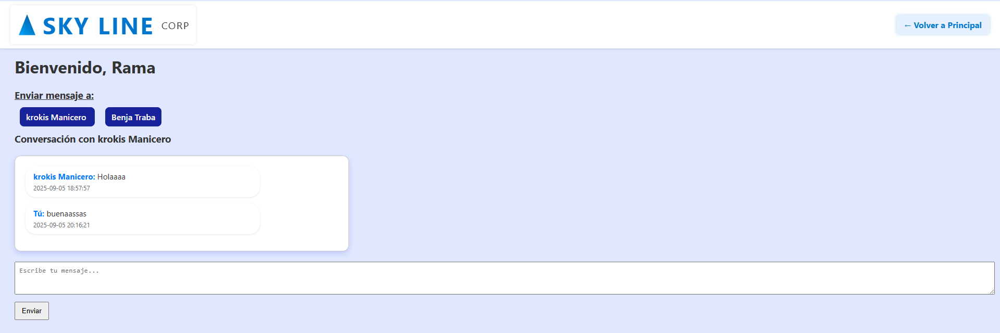 SKY LINE CORP
← Volver a Principal
Bienvenido, Rama
Enviar mensaje a:
krokis Manicero
Benja Traba
Conversación con krokis Manicero
krokis Manicero: Holaaaa
2025-09-05 18:57:57
Tú: buenaassas
2025-09-05 20:16:21
Escribe tu mensaje...
Enviar